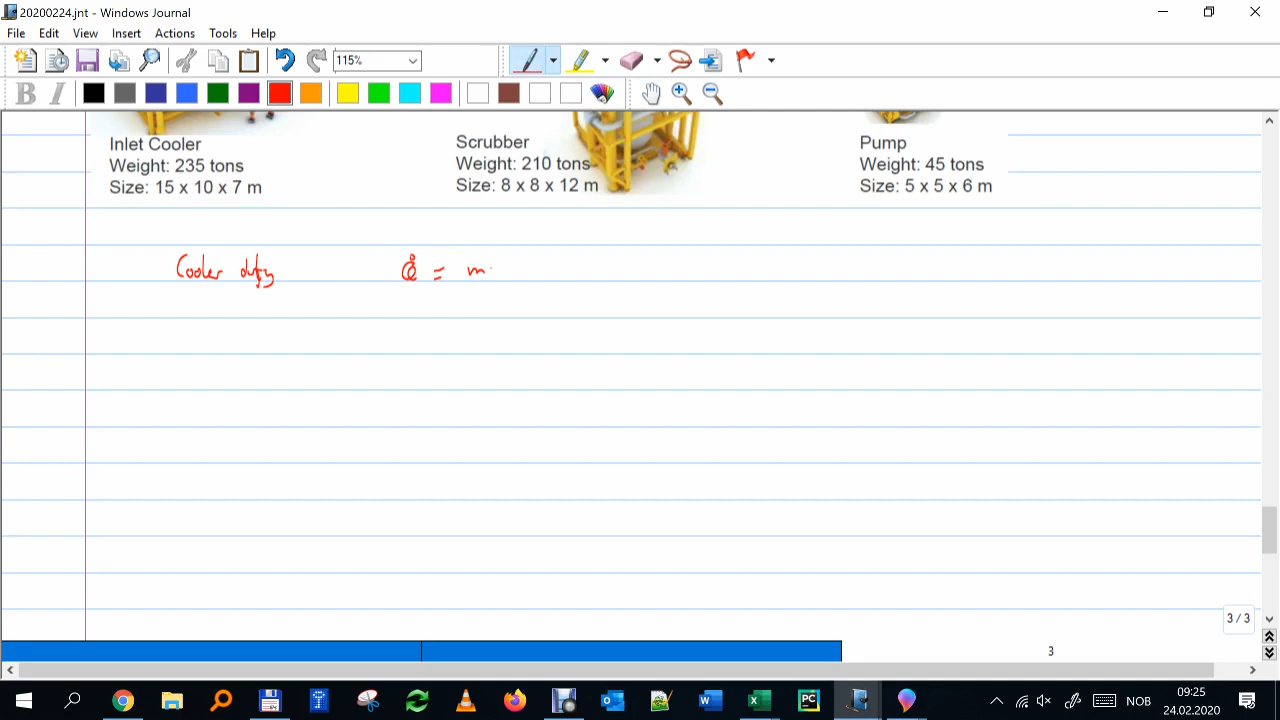 20200224.jnt - Windows Journal
File Edit View Insert Actions Tools Help
115%
B I
Inlet Cooler
Weight: 235 tons
Size: 15 x 10 x 7 m
Scrubber
Weight: 210 tons
Size: 8 x 8 x 12 m
Pump
Weight: 45 tons
Size: 5 x 5 x 6 m
Cooler duty Q̇ = m
3 / 3
3
NOB
09:25
24.02.2020